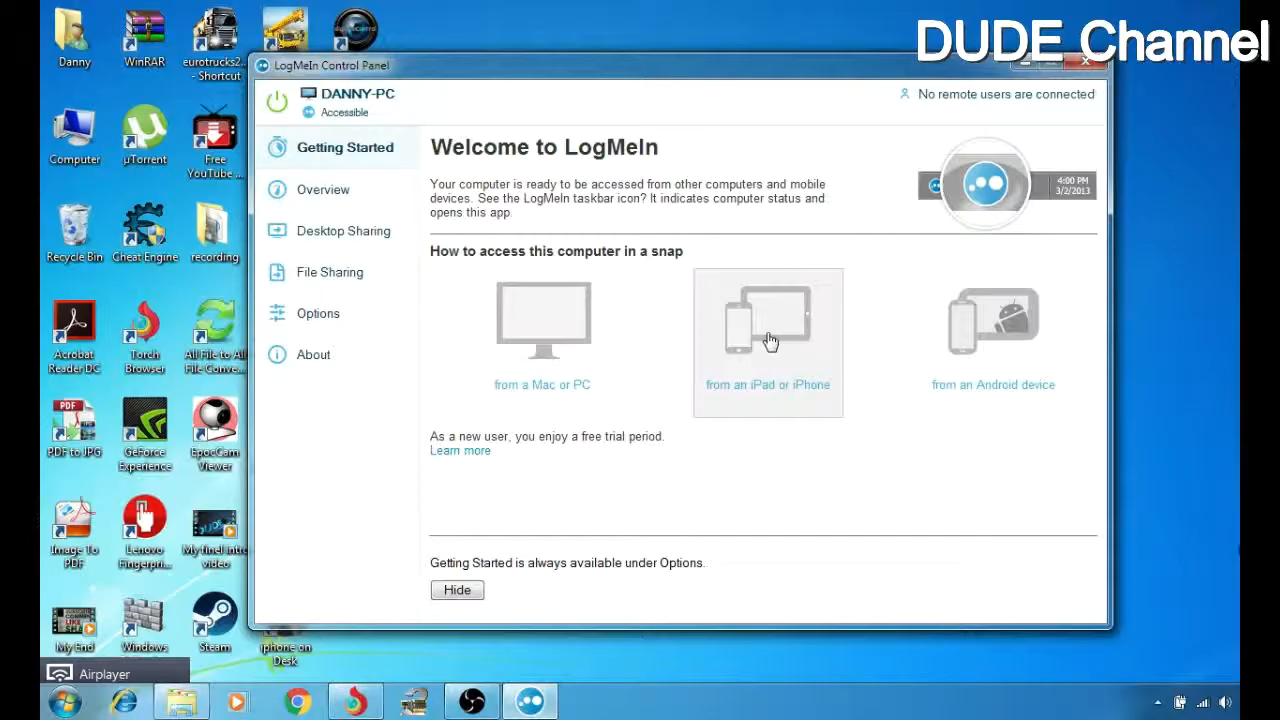 DUDE Channel
Danny
WinRAR
eurotrucks2...
- Shortcut
Computer
µTorrent
Free
YouTube ...
Recycle Bin
Cheat Engine
recording
Acrobat
Reader DC
Torch
Browser
All File to All
File Conve...
PDF
PDF to JPG
GeForce
Experience
EpocCam
Viewer
Image To
PDF
Lenovo
Fingerpri...
My finel intro
video
My End
Windows
Steam
iphone on
Desk
Airplayer
LogMeIn Control Panel
DANNY-PC
Accessible
No remote users are connected
Getting Started
Overview
Desktop Sharing
File Sharing
Options
About
Welcome to LogMeIn
Your computer is ready to be accessed from other computers and mobile
devices. See the LogMeIn taskbar icon? It indicates computer status and
opens this app.
4:00 PM
3/2/2013
How to access this computer in a snap
from a Mac or PC
from an iPad or iPhone
from an Android device
As a new user, you enjoy a free trial period.
Learn more
Getting Started is always available under Options.
Hide